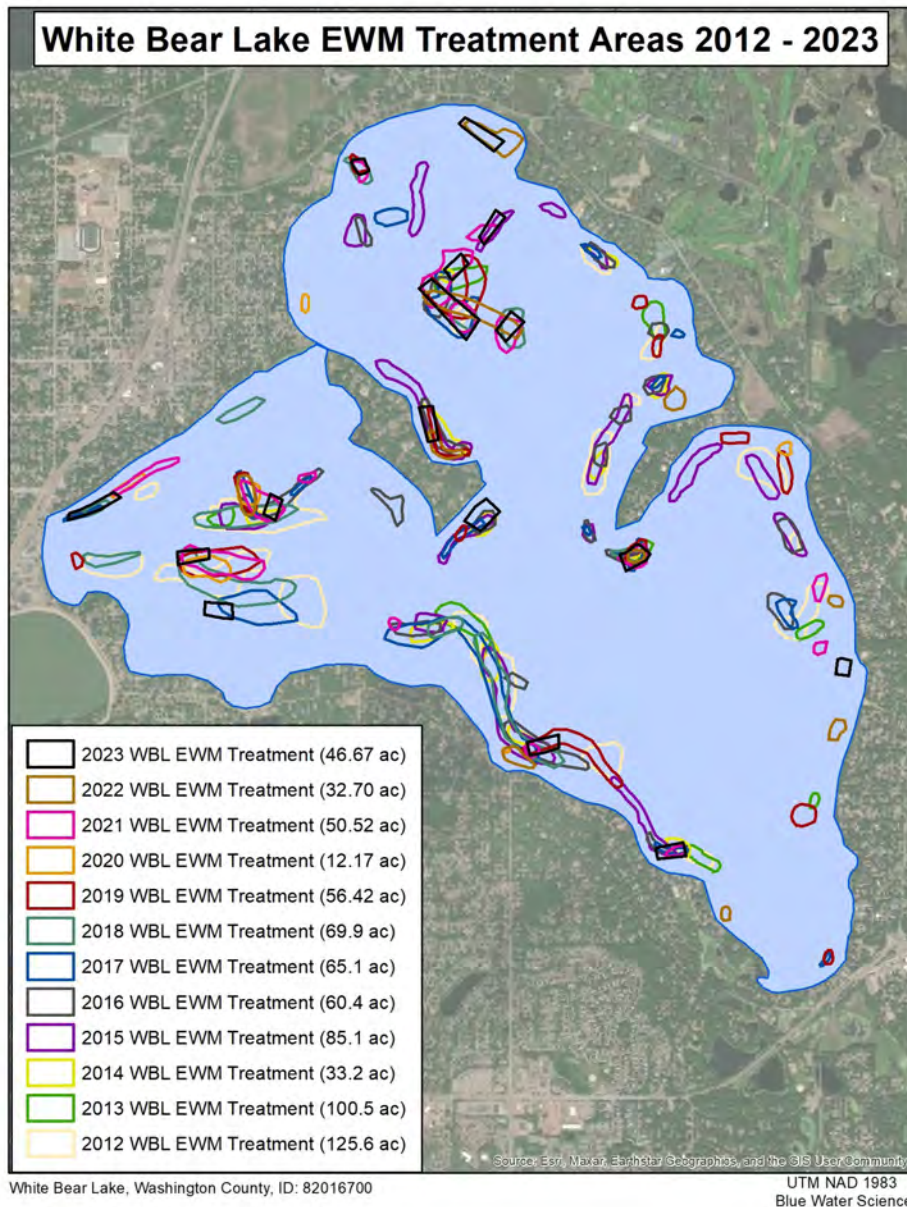 White Bear Lake EWM Treatment Areas 2012 - 2023
2023 WBL EWM Treatment (46.67 ac)
2022 WBL EWM Treatment (32.70 ac)
2021 WBL EWM Treatment (50.52 ac)
2020 WBL EWM Treatment (12.17 ac)
2019 WBL EWM Treatment (56.42 ac)
2018 WBL EWM Treatment (69.9 ac)
2017 WBL EWM Treatment (65.1 ac)
2016 WBL EWM Treatment (60.4 ac)
2015 WBL EWM Treatment (85.1 ac)
2014 WBL EWM Treatment (33.2 ac)
2013 WBL EWM Treatment (100.5 ac)
2012 WBL EWM Treatment (125.6 ac)
Source: Esri, Maxar, Earthstar Geographics, and the GIS User Community
White Bear Lake, Washington County, ID: 82016700
UTM NAD 1983
Blue Water Science